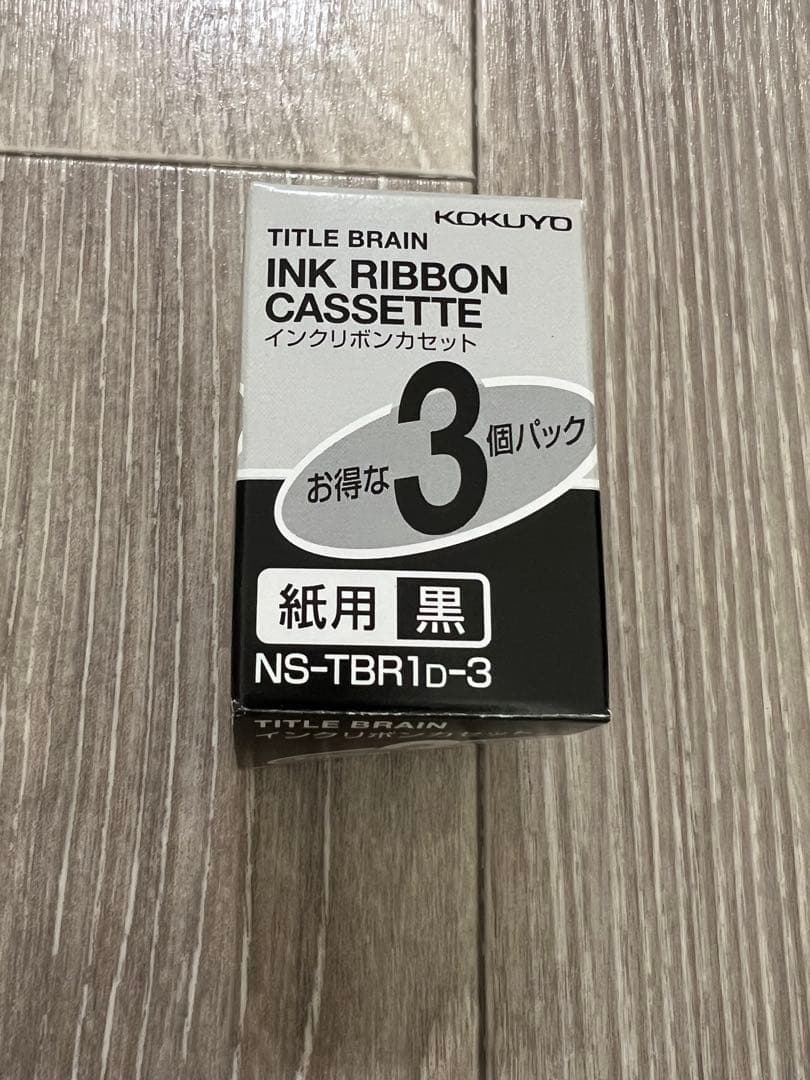 KOKUYO
TITLE BRAIN
INK RIBBON
CASSETTE
インクリボンカセット
お得な3個パック
紙用 黒
NS-TBR1D-3
TITLE BRAIN
インクリボンカセット